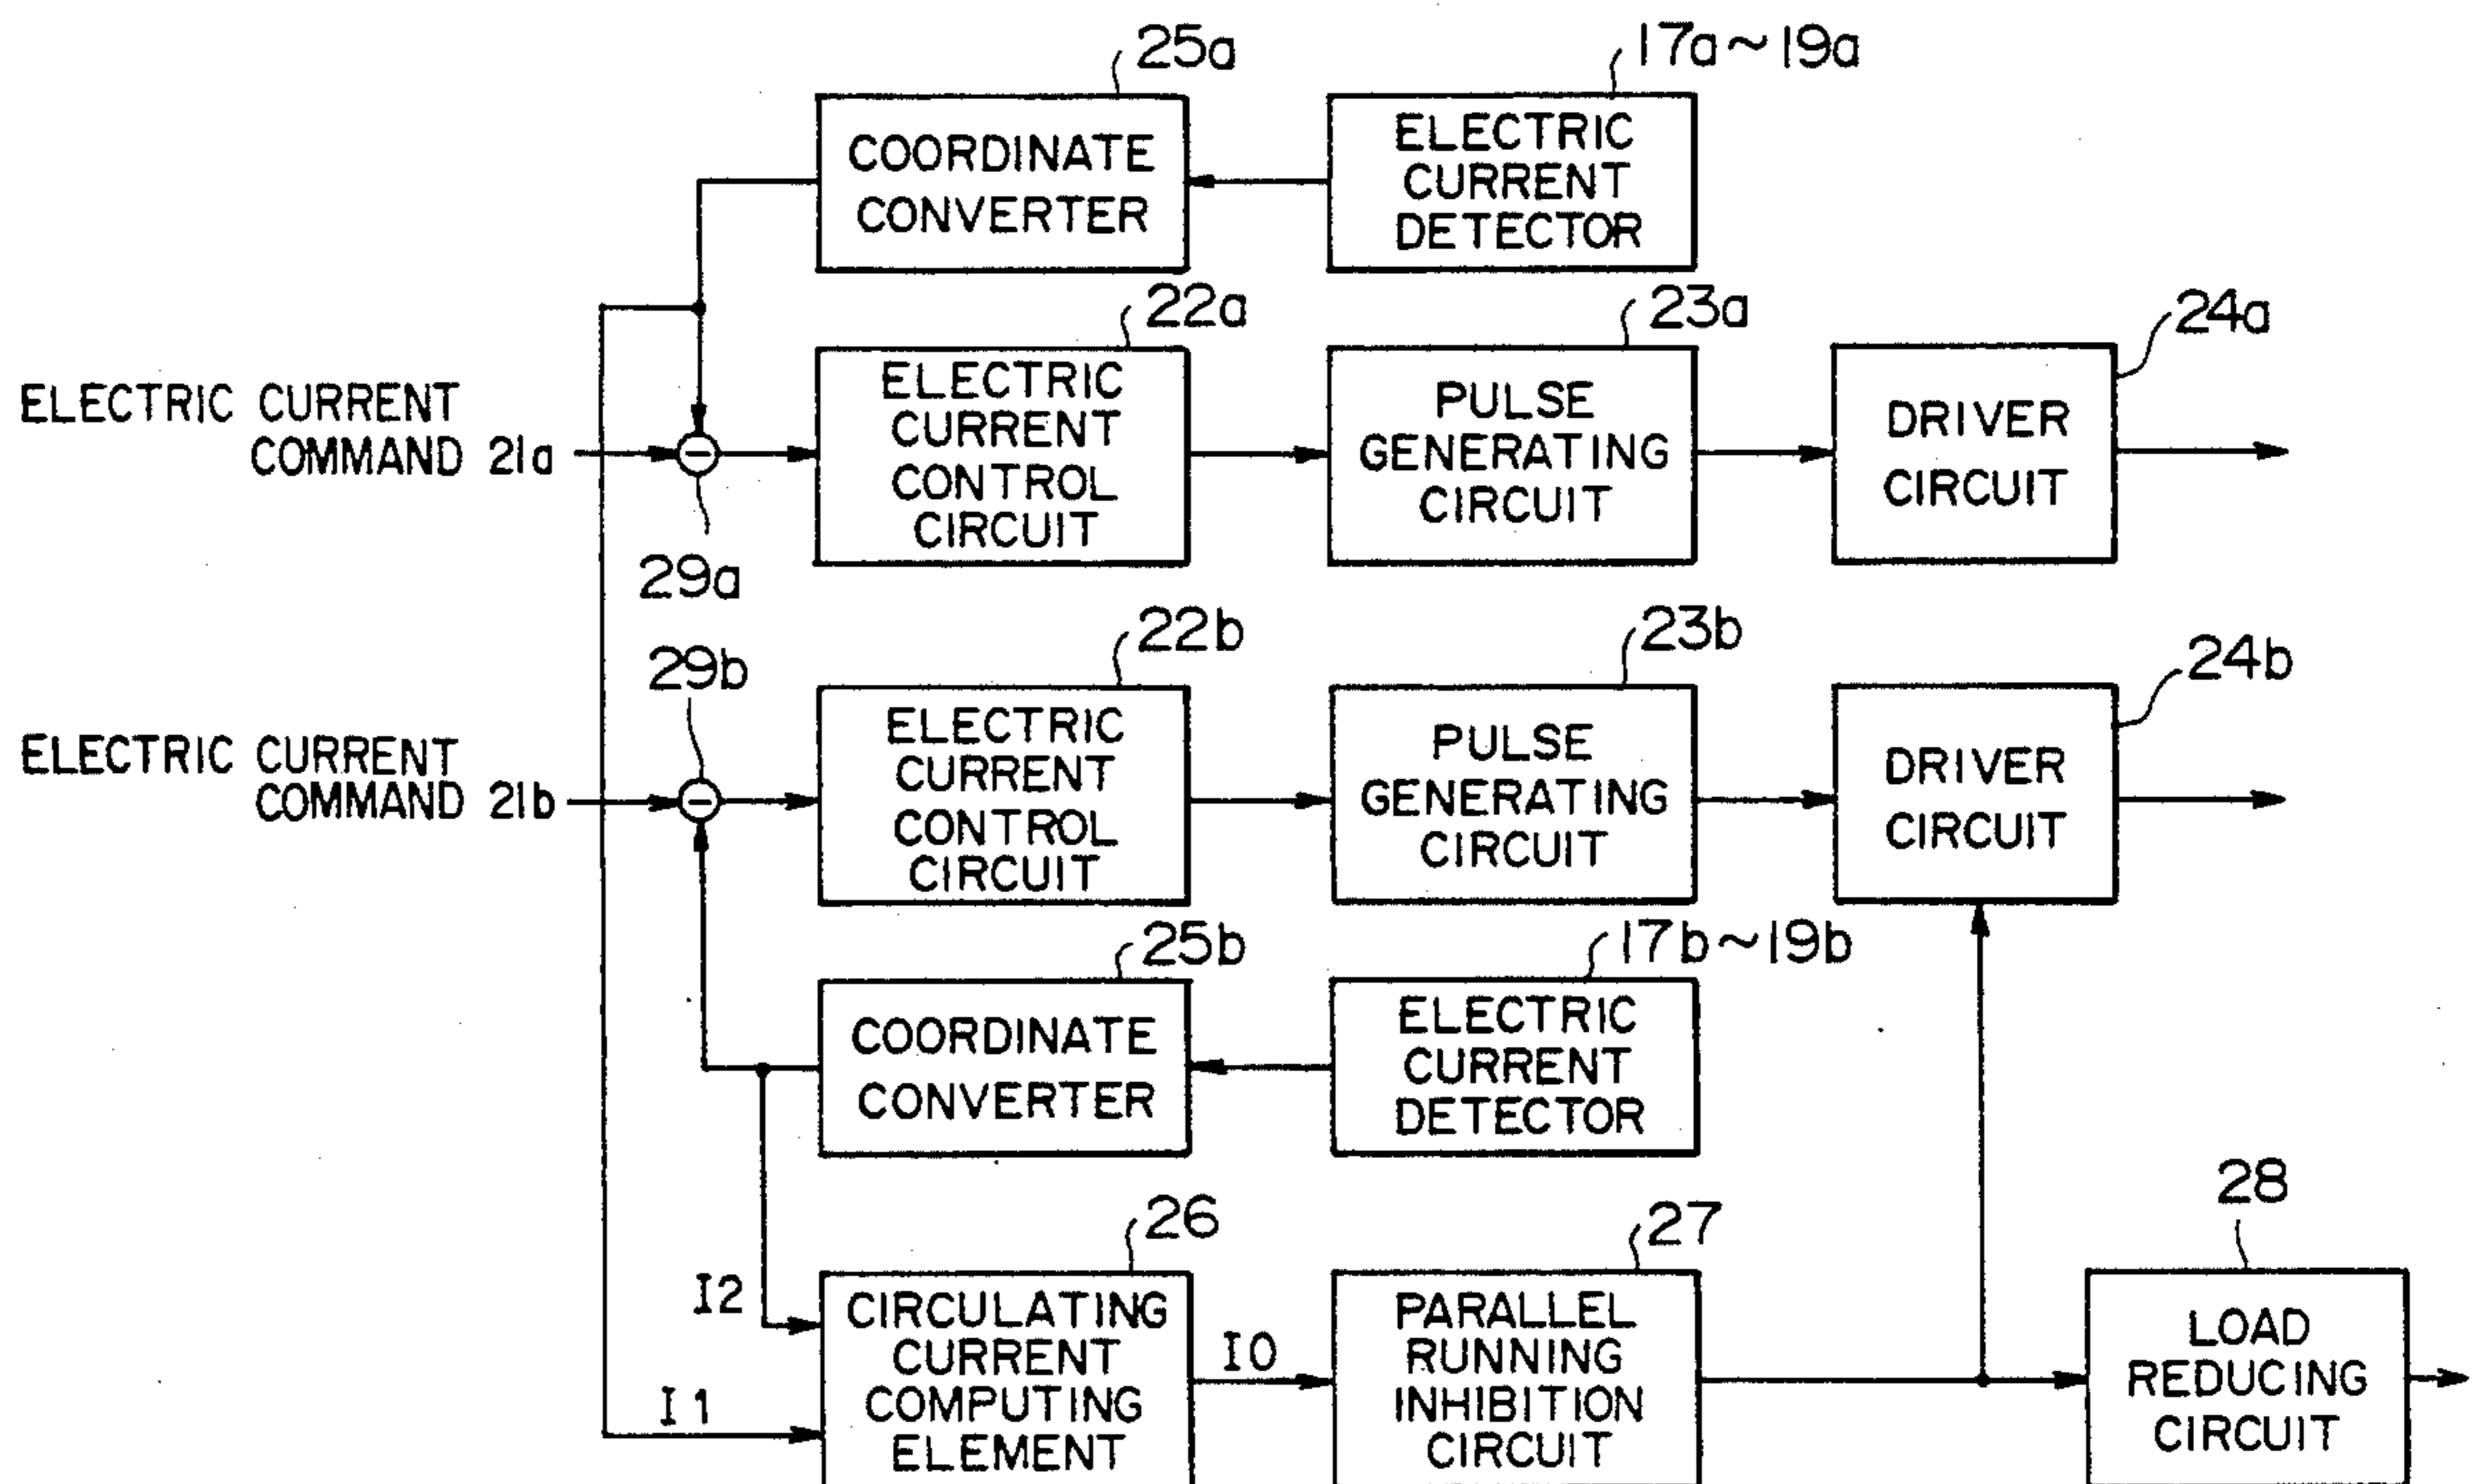 25a
17a~19a
COORDINATE
CONVERTER
ELECTRIC
CURRENT
DETECTOR
22a
23a
24a
ELECTRIC CURRENT
COMMAND 21a
ELECTRIC
CURRENT
CONTROL
CIRCUIT
PULSE
GENERATING
CIRCUIT
DRIVER
CIRCUIT
29a
22b
23b
24b
29b
ELECTRIC CURRENT
COMMAND 21b
ELECTRIC
CURRENT
CONTROL
CIRCUIT
PULSE
GENERATING
CIRCUIT
DRIVER
CIRCUIT
25b
17b~19b
COORDINATE
CONVERTER
ELECTRIC
CURRENT
DETECTOR
26
27
28
I2
I1
CIRCULATING
CURRENT
COMPUTING
ELEMENT
I0
PARALLEL
RUNNING
INHIBITION
CIRCUIT
LOAD
REDUCING
CIRCUIT